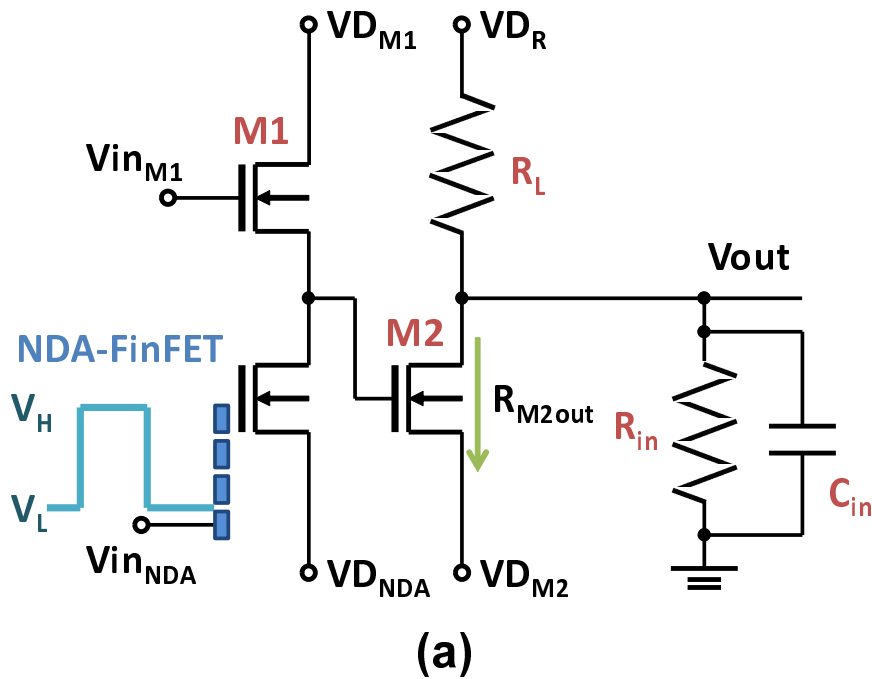 VD_M1
VD_R
M1
Vin_M1
R_L
Vout
NDA-FinFET
M2
V_H
R_M2out
R_in
V_L
C_in
Vin_NDA
VD_NDA
VD_M2
(a)